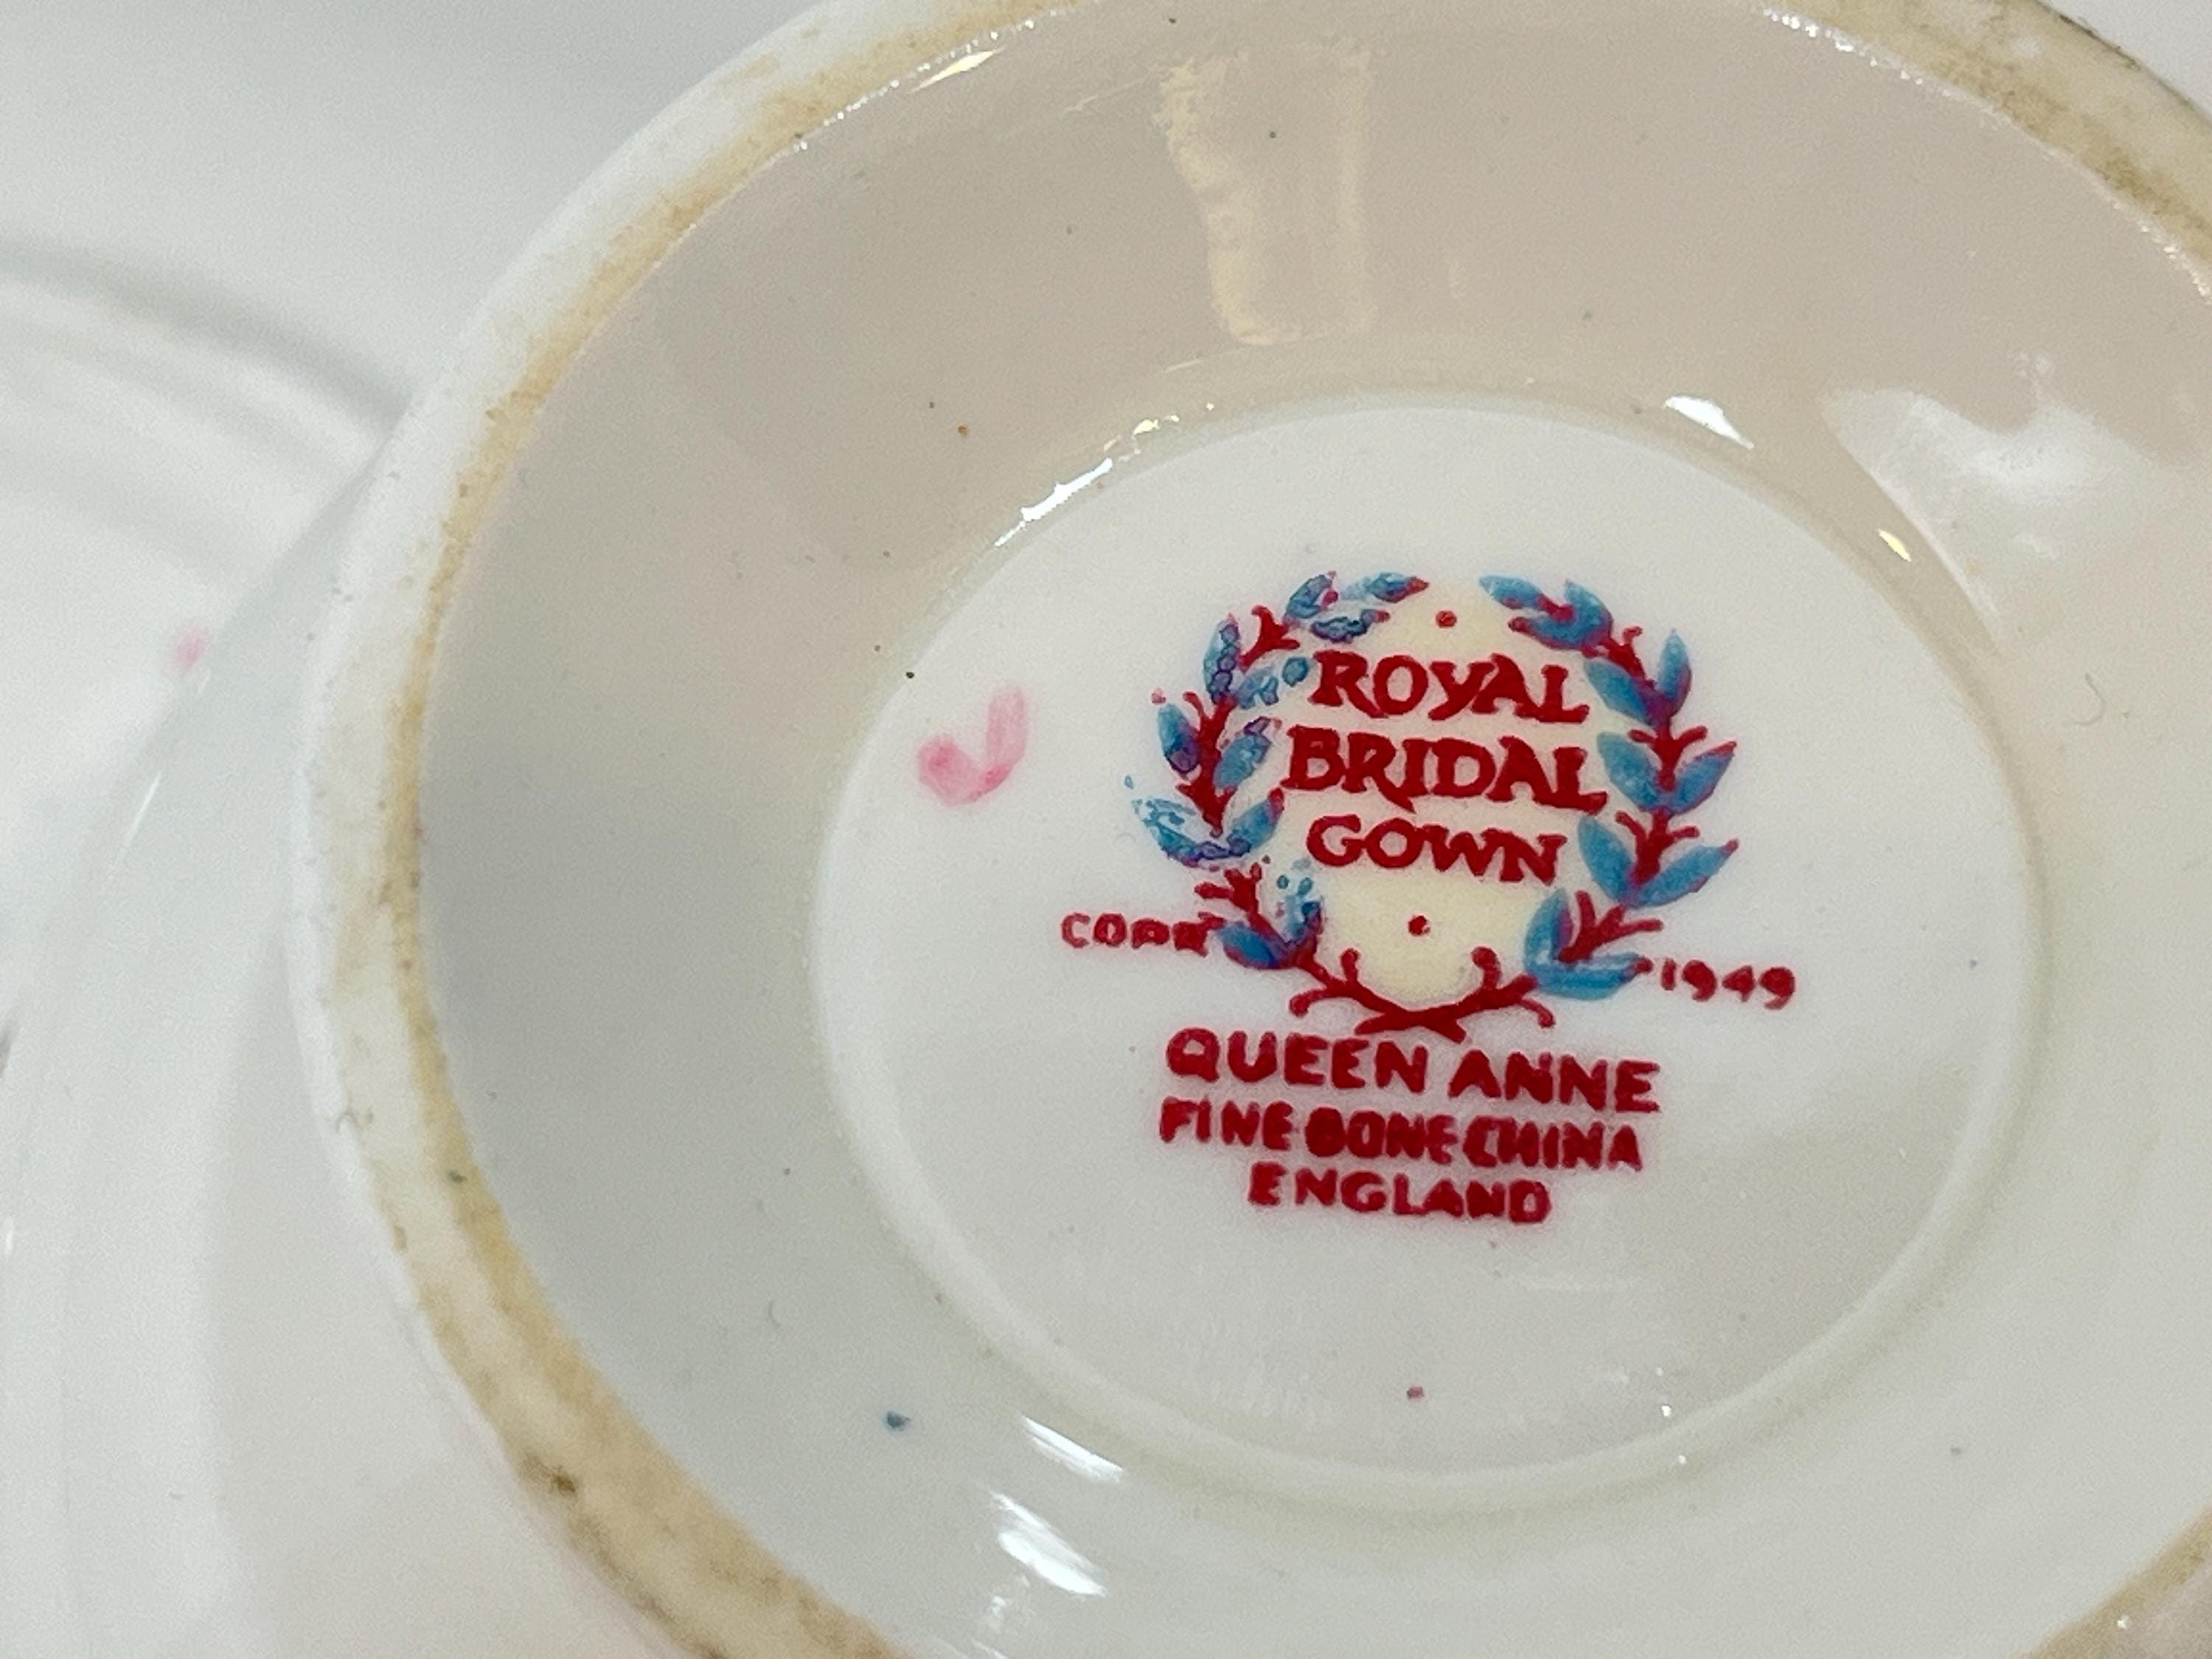 ROYAL
BRIDAL
GOWN
COPR 1949
QUEEN ANNE
FINE BONE CHINA
ENGLAND